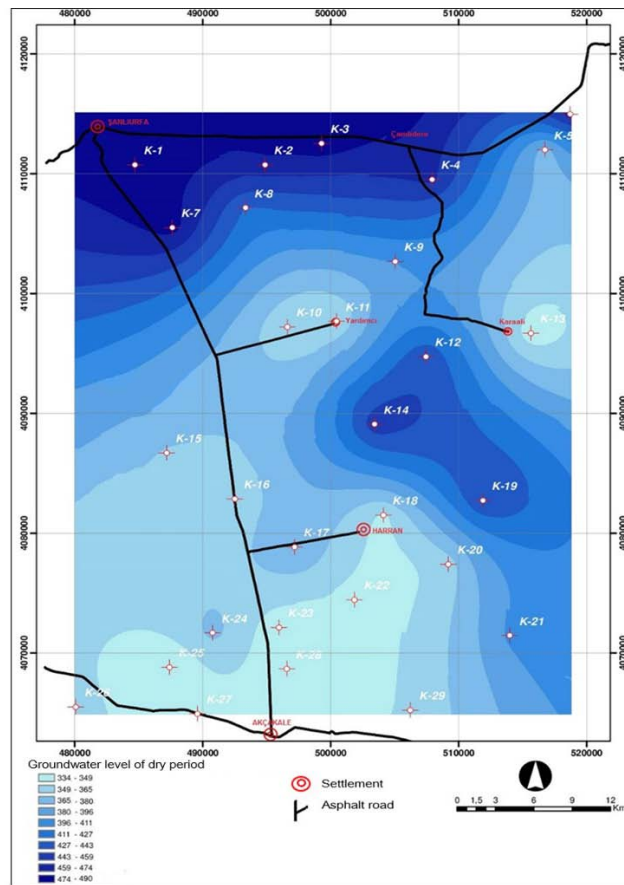 480000 490000 500000 510000 520000
4120000 4120000
ŞANLIURFA
K-3
K-5
K-1 K-2
K-4
4110000 4110000
K-8
K-7
K-9
4100000 4100000
K-10 K-11
Yardımcı
Karaali
K-13
K-12
4090000 4090000
K-14
K-15
K-16
K-19
K-18
HARRAN
4080000 4080000
K-17
K-20
K-22
K-23
K-24
K-21
4070000 4070000
K-25
K-28
K-26
K-27
K-29
AKÇAKALE
480000 490000 500000 510000 520000
Groundwater level of dry period
334 - 349
349 - 365
365 - 380
380 - 396
396 - 411
411 - 427
427 - 443
443 - 459
459 - 474
474 - 490
Settlement
Asphalt road
0 1,5 3 6 9 12
Km